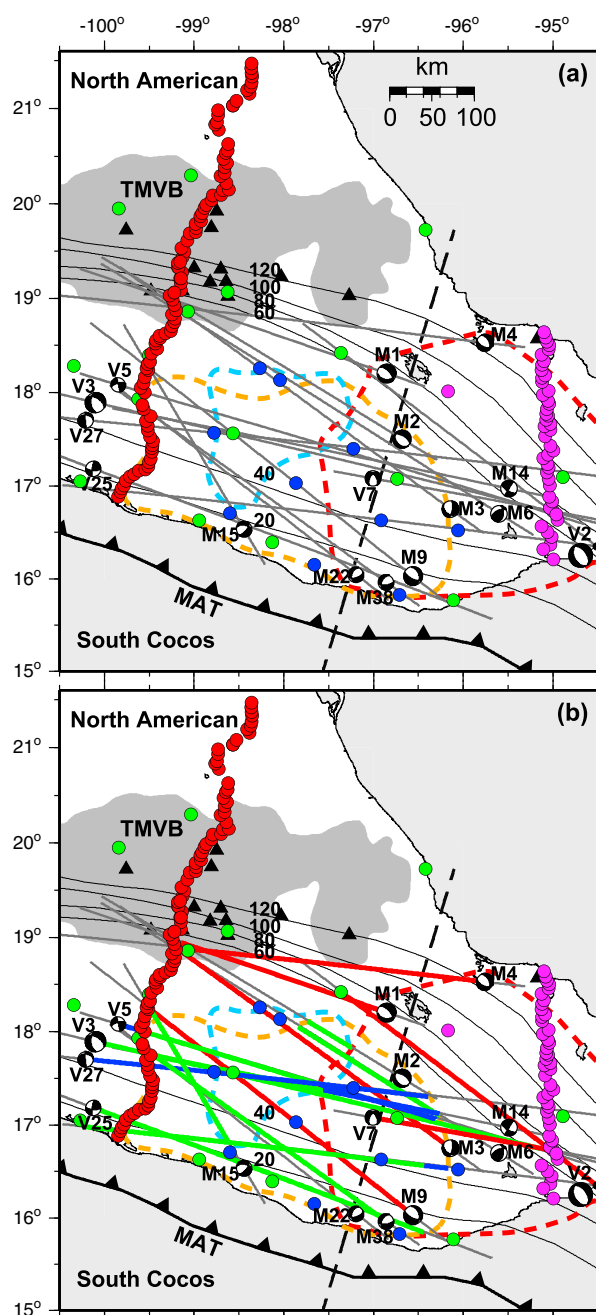 -100° -99° -98° -97° -96° -95°
North American
(a)
km
0 50 100
21°
TMVB
20°
120
100
80
60
19°
M4
M1
18°
V5
V3
V27
M2
40
V7
M14
17°
V25
20
M15
M3
M6
V2
M22
M9
M38
16°
MAT
South Cocos
15°
North American
(b)
21°
TMVB
20°
120
100
80
60
19°
M4
M1
18°
V5
V3
V27
M2
40
V7
M14
17°
V25
20
M15
M3
M6
V2
M22
M9
M38
16°
MAT
South Cocos
15°